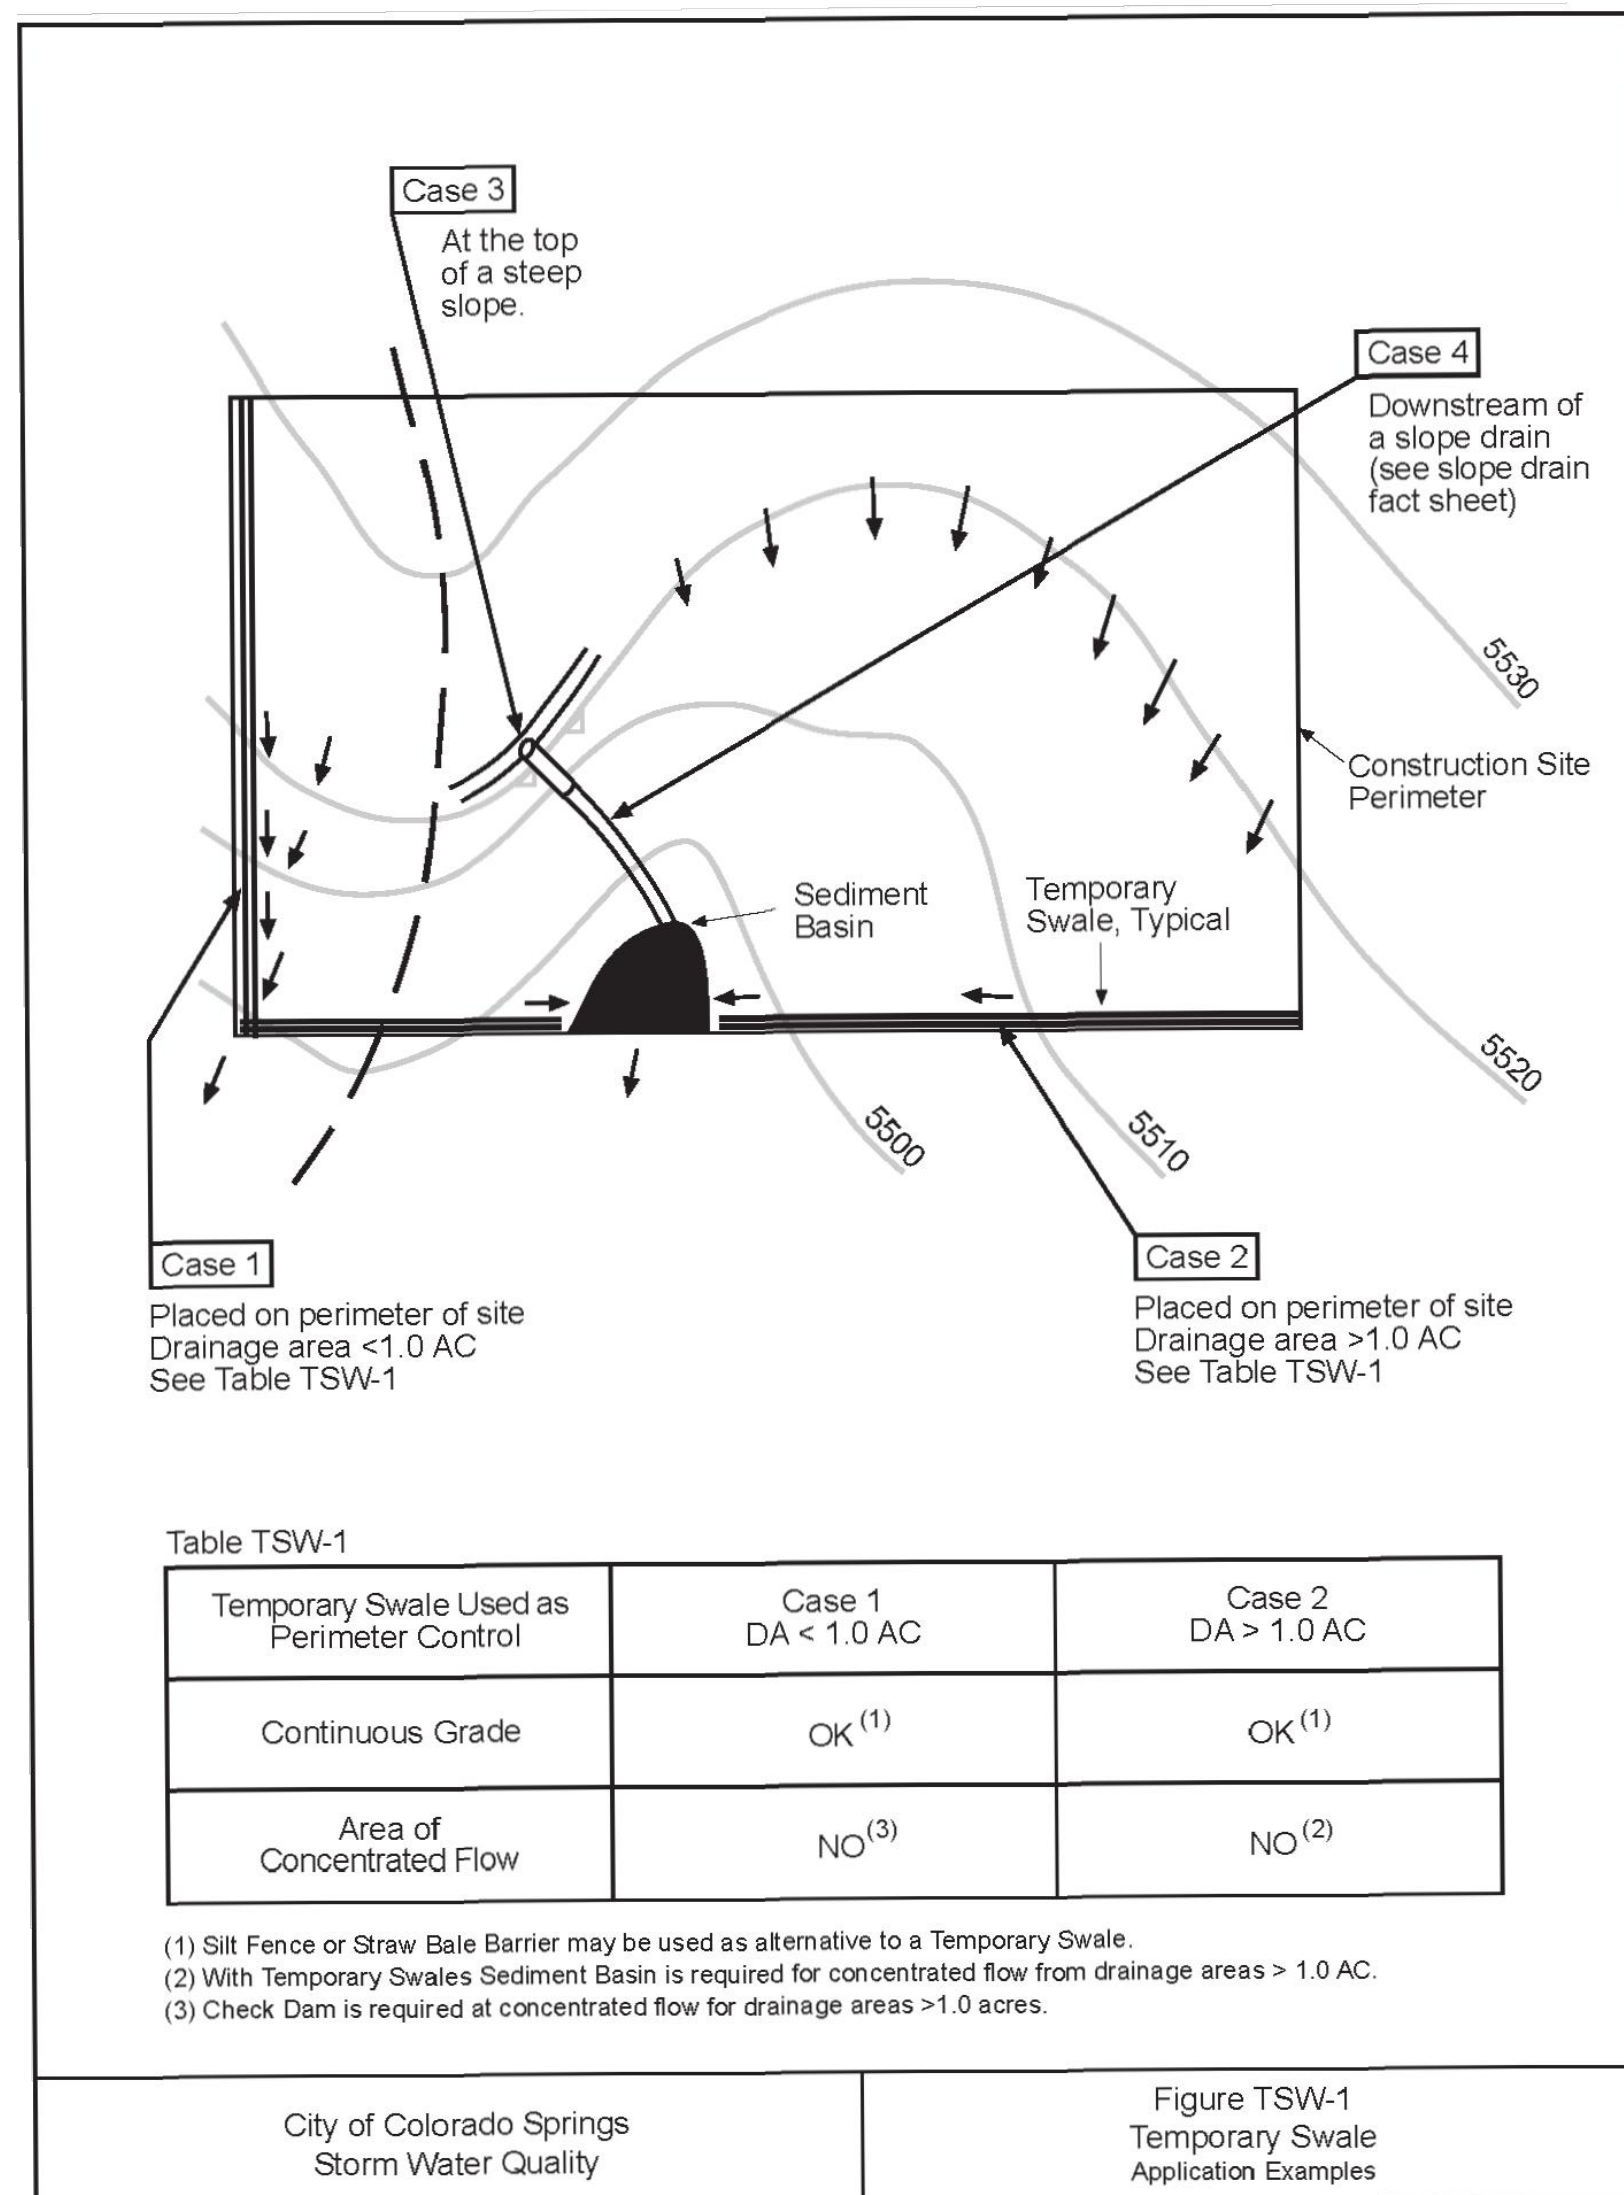 Case 3
At the top
of a steep
slope.
Case 4
Downstream of
a slope drain
(see slope drain
fact sheet)
5530
Construction Site
Perimeter
Sediment
Basin
Temporary
Swale, Typical
5520
5510
5500
Case 1
Placed on perimeter of site
Drainage area <1.0 AC
See Table TSW-1
Case 2
Placed on perimeter of site
Drainage area >1.0 AC
See Table TSW-1
Table TSW-1
Temporary Swale Used as
Perimeter Control
Case 1
DA < 1.0 AC
Case 2
DA > 1.0 AC
Continuous Grade
OK (1)
OK (1)
Area of
Concentrated Flow
NO (3)
NO (2)
(1) Silt Fence or Straw Bale Barrier may be used as alternative to a Temporary Swale.
(2) With Temporary Swales Sediment Basin is required for concentrated flow from drainage areas > 1.0 AC.
(3) Check Dam is required at concentrated flow for drainage areas >1.0 acres.
City of Colorado Springs
Storm Water Quality
Figure TSW-1
Temporary Swale
Application Examples